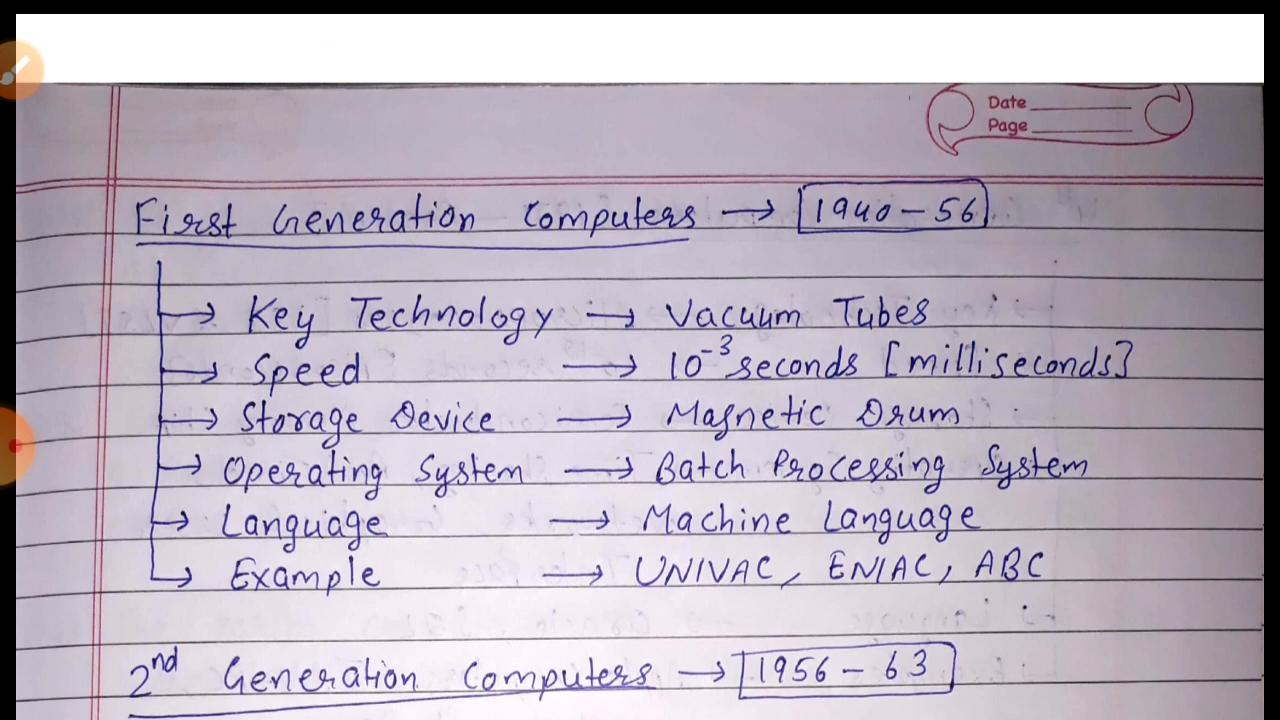 Date
Page
First Generation Computers → 1940-56
→ Key Technology → Vacuum Tubes
→ Speed → 10⁻³ seconds [milliseconds]
→ Storage Device → Magnetic Drum
→ Operating System → Batch Processing System
→ Language → Machine Language
→ Example → UNIVAC, ENIAC, ABC
2nd Generation Computers → 1956-63